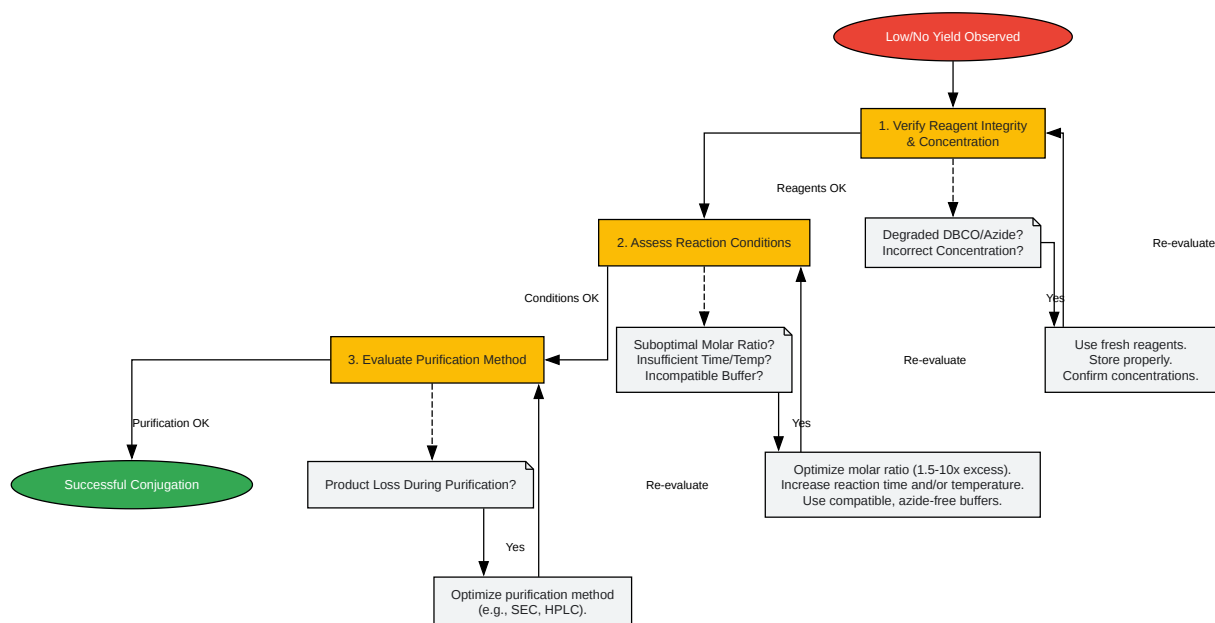 Low/No Yield Observed
1. Verify Reagent Integrity
& Concentration
Reagents OK
2. Assess Reaction Conditions
Degraded DBCO/Azide?
Incorrect Concentration?
Re-evaluate
Yes
Conditions OK
Use fresh reagents.
Store properly.
Confirm concentrations.
Suboptimal Molar Ratio?
Insufficient Time/Temp?
Incompatible Buffer?
Re-evaluate
3. Evaluate Purification Method
Yes
Purification OK
Optimize molar ratio (1.5-10x excess).
Increase reaction time and/or temperature.
Use compatible, azide-free buffers.
Successful Conjugation
Product Loss During Purification?
Re-evaluate
Yes
Optimize purification method
(e.g., SEC, HPLC).